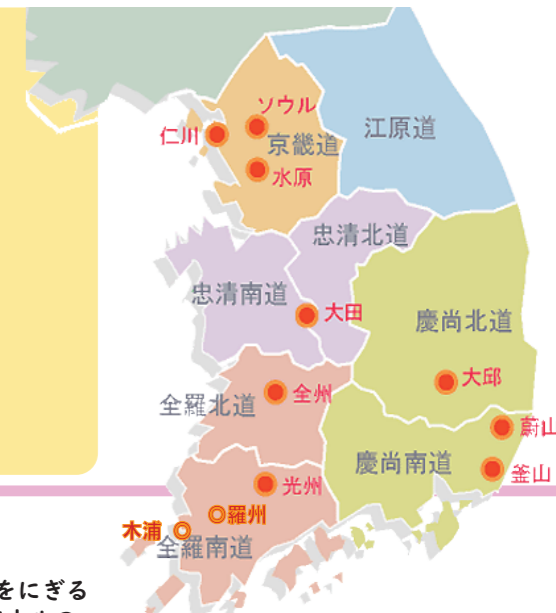 ソウル
江原道
仁川
京畿道
水原
忠清北道
忠清南道
大田
慶尚北道
大邱
全州
全羅北道
蔚山
慶尚南道
釜山
光州
羅州
木浦
全羅南道
をにぎる